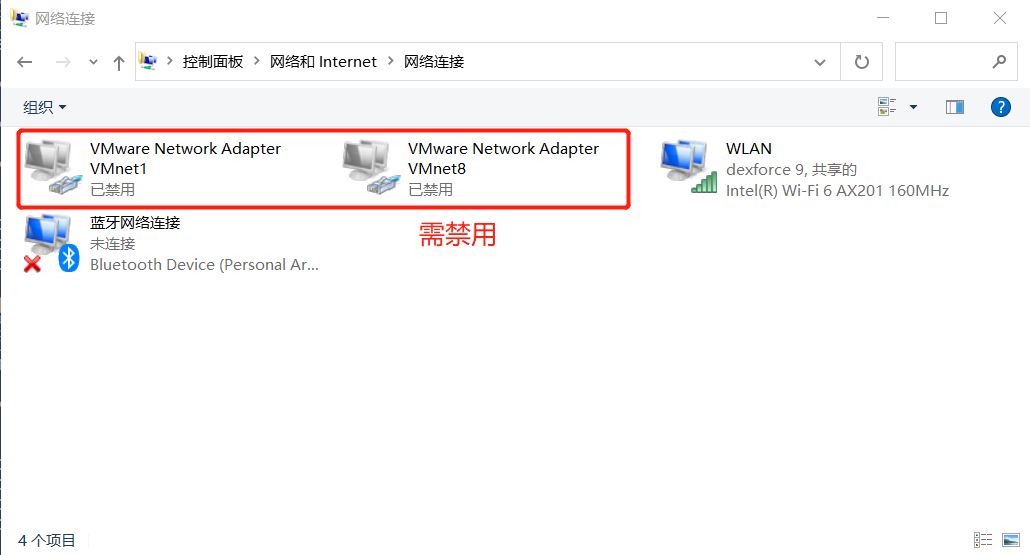 网络连接
控制面板 网络和 Internet 网络连接
组织
VMware Network Adapter VMnet1
已禁用
VMware Network Adapter VMnet8
已禁用
WLAN
dexforce 9, 共享的
Intel(R) Wi-Fi 6 AX201 160MHz
蓝牙网络连接
未连接
Bluetooth Device (Personal Ar...
需禁用
4 个项目